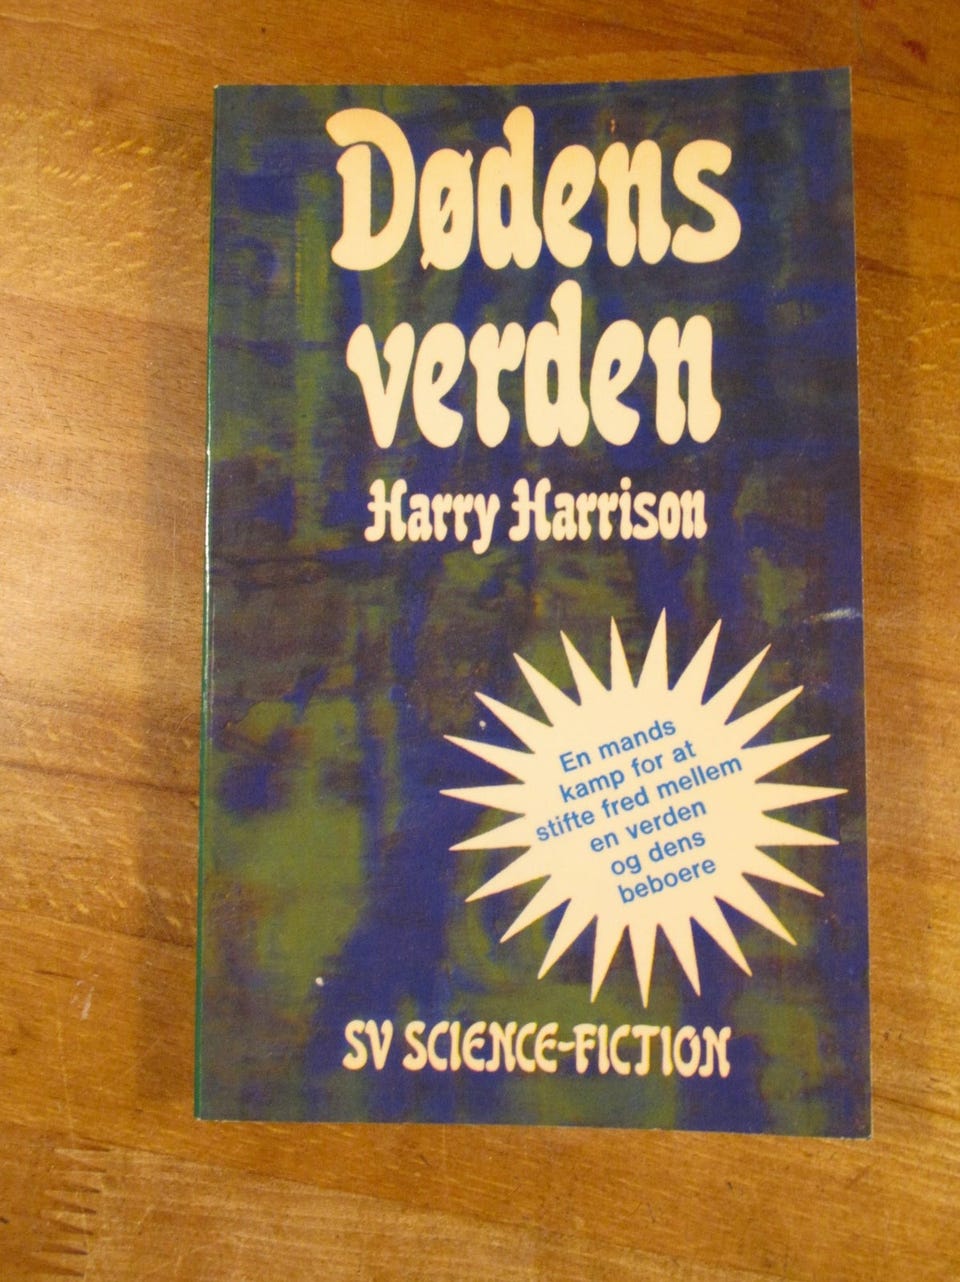 Dødens
verden
Harry Harrison
En mands
kamp for at
stifte fred mellem
en verden
og dens
beboere
SV SCIENCE-FICTION